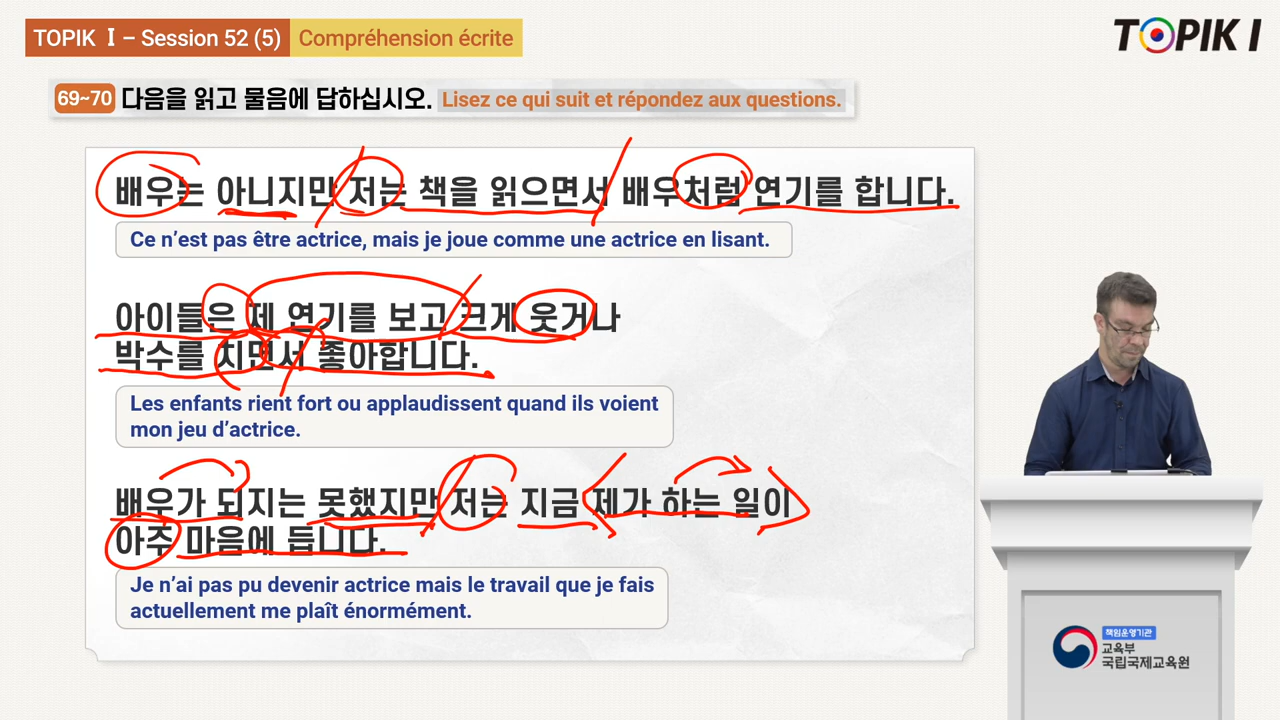 TOPIK Ⅰ – Session 52 (5) Compréhension écrite
TOPIK I
69~70 다음을 읽고 물음에 답하십시오. Lisez ce qui suit et répondez aux questions.
배우는 아니지만 저는 책을 읽으면서 배우처럼 연기를 합니다.
Ce n'est pas être actrice, mais je joue comme une actrice en lisant.
아이들은 제 연기를 보고 크게 웃거나
박수를 치면서 좋아합니다.
Les enfants rient fort ou applaudissent quand ils voient
mon jeu d'actrice.
배우가 되지는 못했지만 저는 지금 제가 하는 일이
아주 마음에 듭니다.
Je n'ai pas pu devenir actrice mais le travail que je fais
actuellement me plaît énormément.
책임운영기관
교육부
국립국제교육원